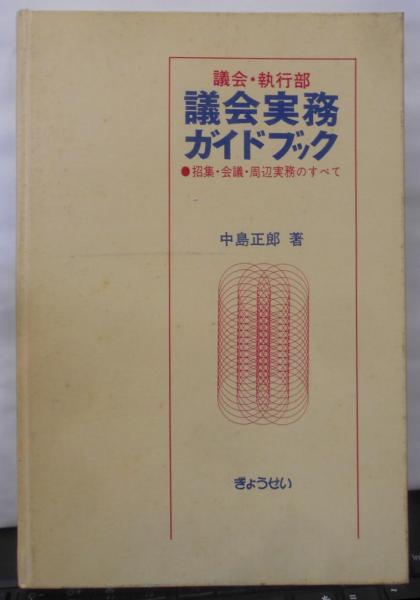 議会・執行部
議会実務
ガイドブック
●招集・会議・周辺実務のすべて
中島正郎 著
ぎょうせい